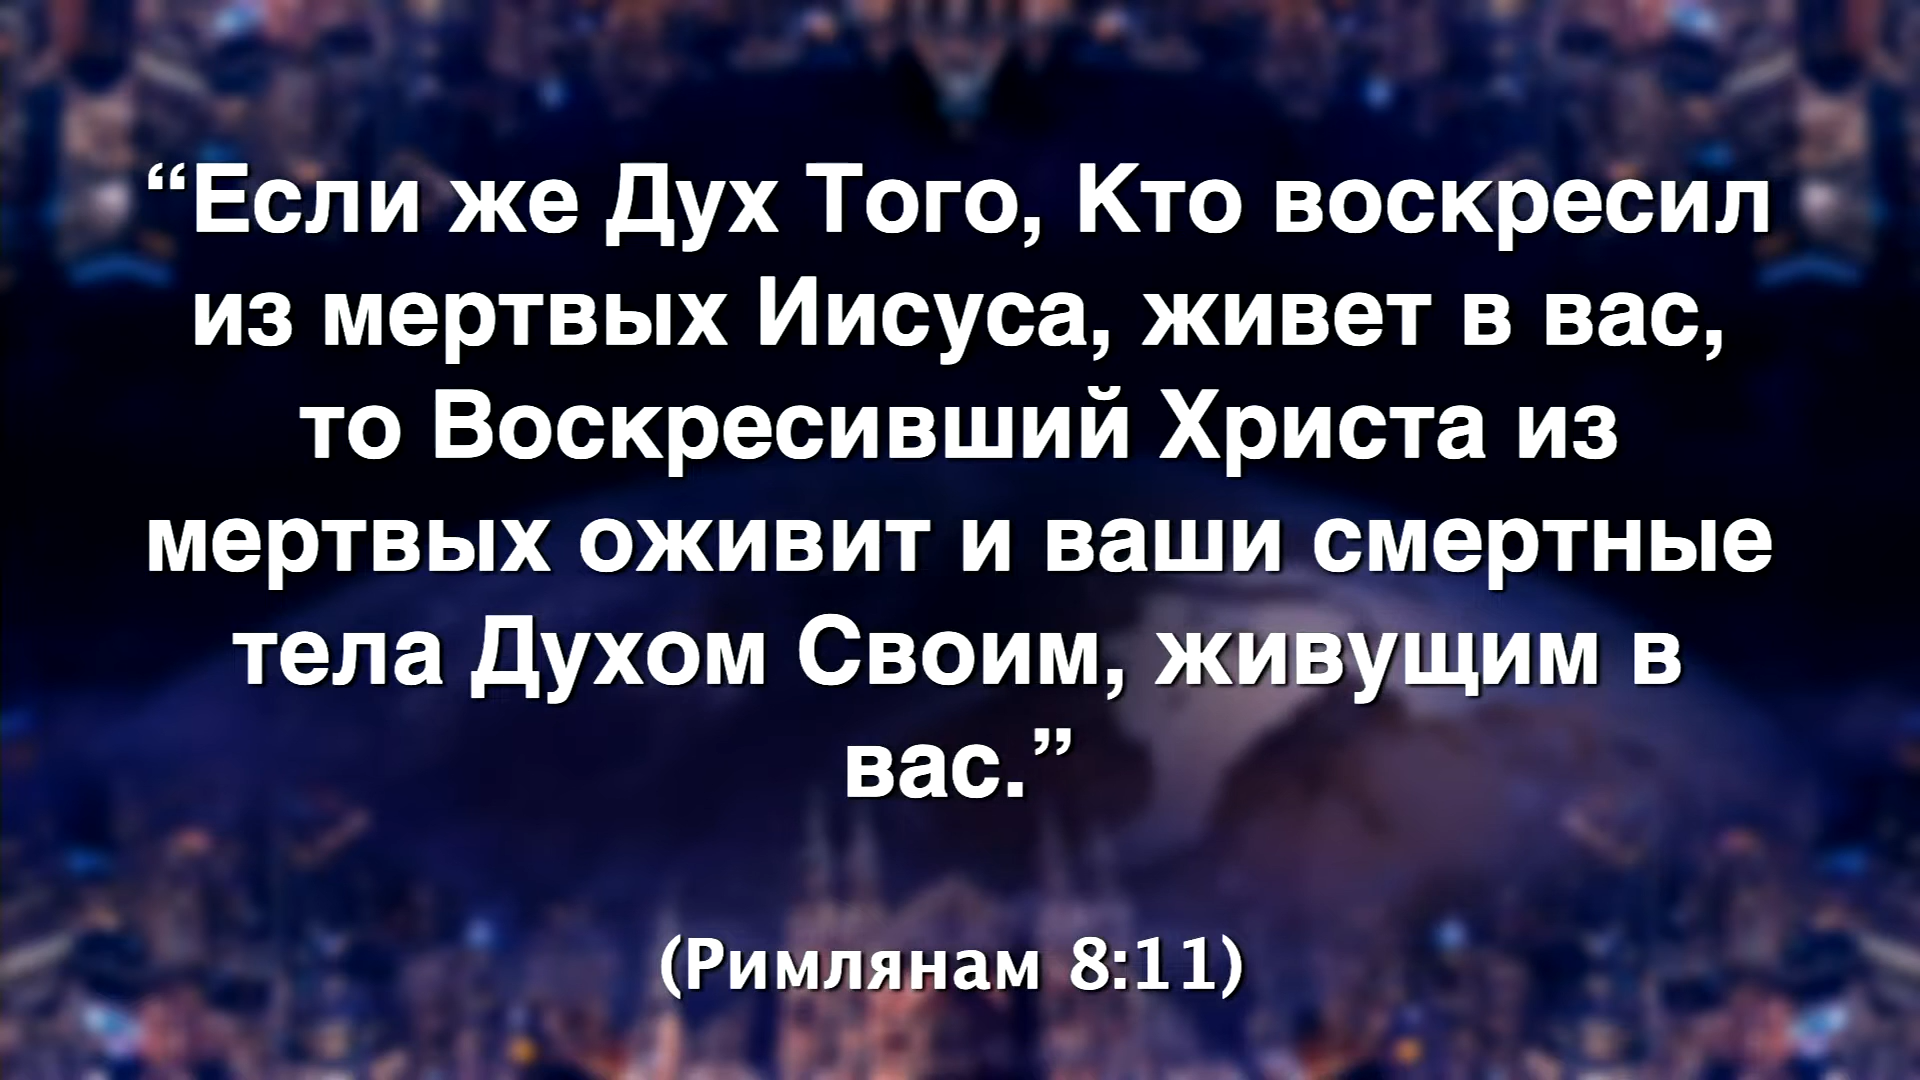 “Если же Дух Того, Кто воскресил
из мертвых Иисуса, живет в вас,
то Воскресивший Христа из
мертвых оживит и ваши смертные
тела Духом Своим, живущим в
вас.”
(Римлянам 8:11)